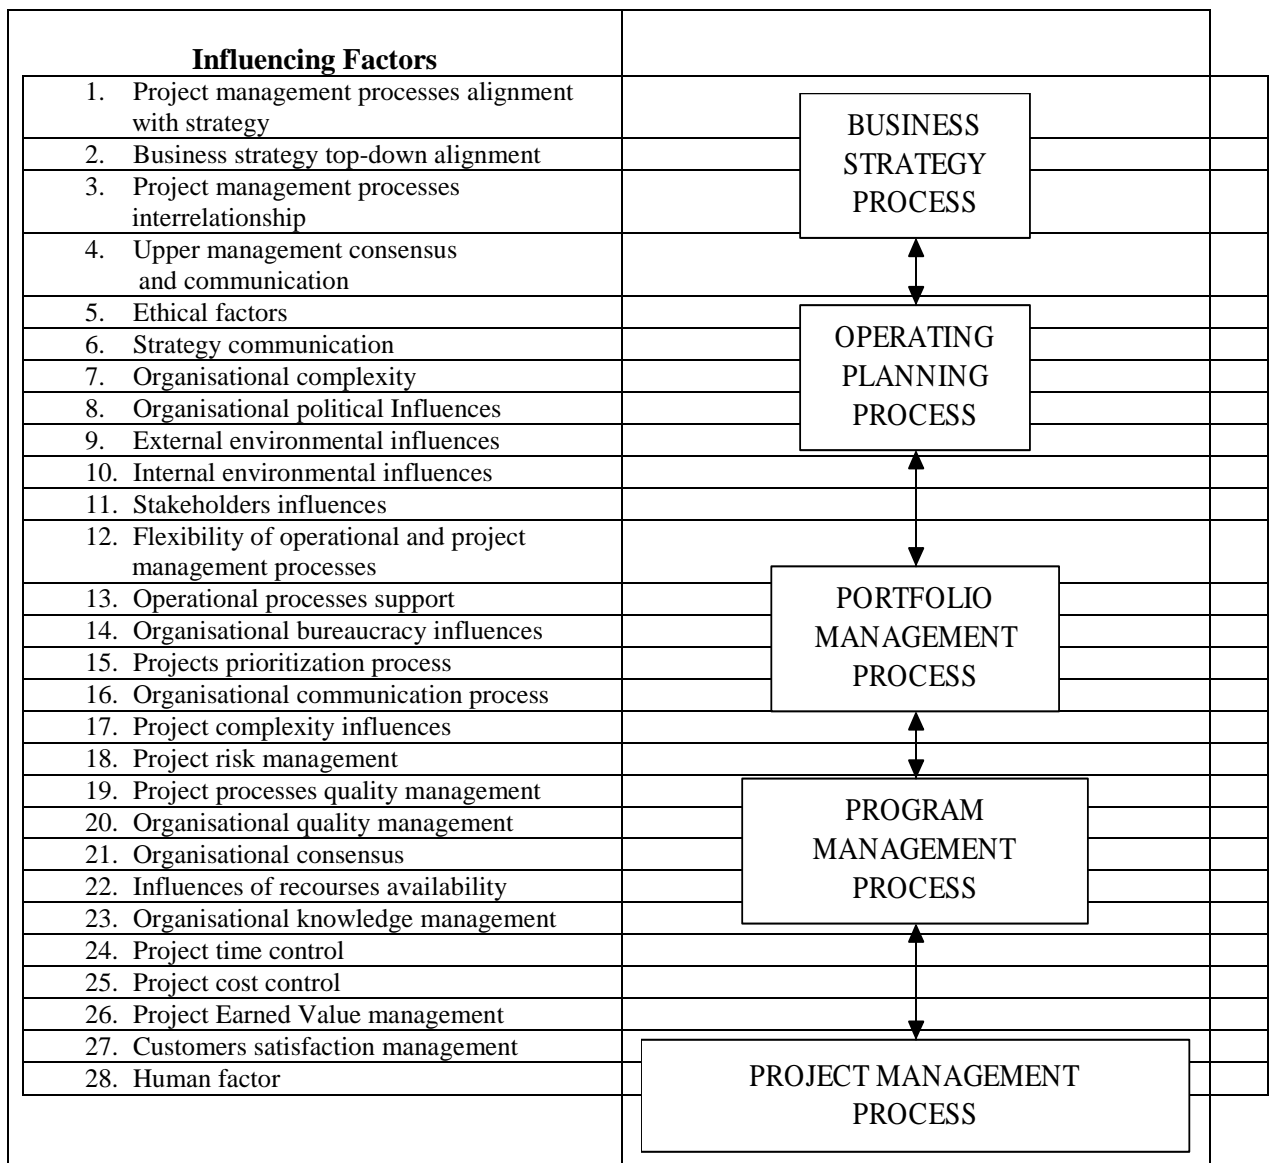 Influencing Factors
1. Project management processes alignment
with strategy
2. Business strategy top-down alignment
3. Project management processes
interrelationship
4. Upper management consensus
and communication
5. Ethical factors
6. Strategy communication
7. Organisational complexity
8. Organisational political Influences
9. External environmental influences
10. Internal environmental influences
11. Stakeholders influences
12. Flexibility of operational and project
management processes
13. Operational processes support
14. Organisational bureaucracy influences
15. Projects prioritization process
16. Organisational communication process
17. Project complexity influences
18. Project risk management
19. Project processes quality management
20. Organisational quality management
21. Organisational consensus
22. Influences of recourses availability
23. Organisational knowledge management
24. Project time control
25. Project cost control
26. Project Earned Value management
27. Customers satisfaction management
28. Human factor
BUSINESS
STRATEGY
PROCESS
OPERATING
PLANNING
PROCESS
PORTFOLIO
MANAGEMENT
PROCESS
PROGRAM
MANAGEMENT
PROCESS
PROJECT MANAGEMENT
PROCESS